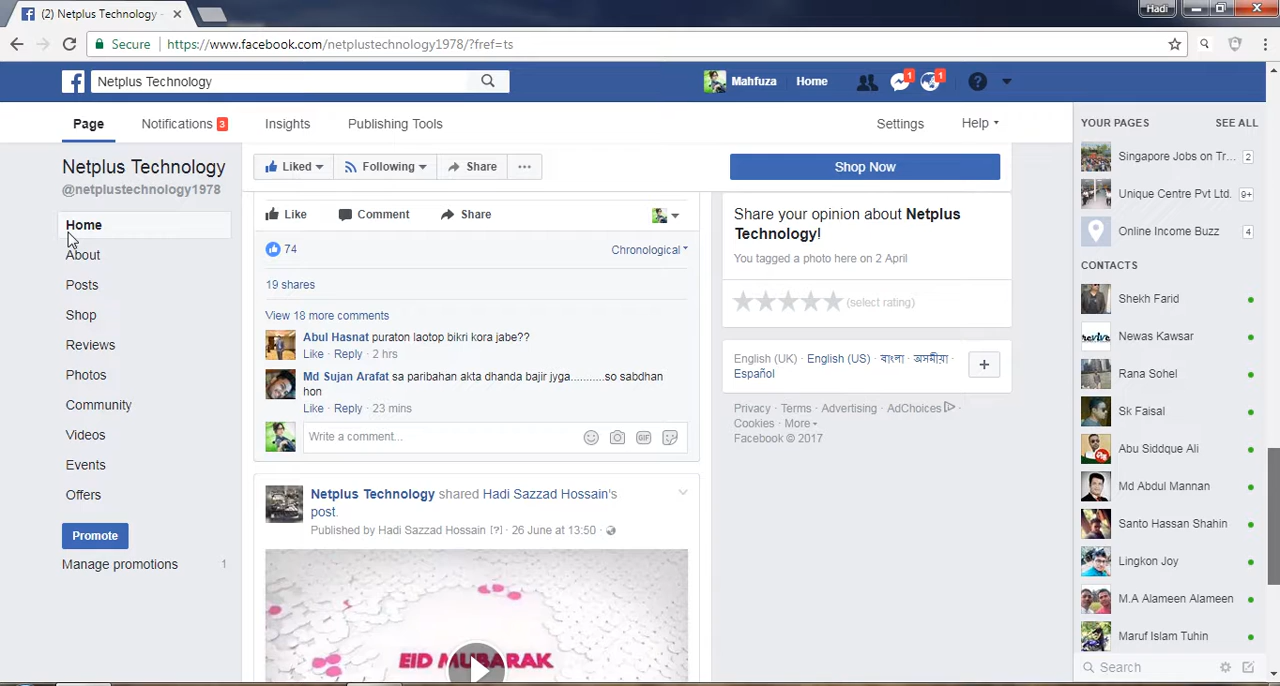 (2) Netplus Technology -
Hadi
Secure
https://www.facebook.com/netplustechnology1978/?fref=ts
Netplus Technology
Mahfuza
Home
1
1
Page
Notifications 3
Insights
Publishing Tools
Settings
Help
Netplus Technology
@netplustechnology1978
Home
About
Posts
Shop
Reviews
Photos
Community
Videos
Events
Offers
Promote
Manage promotions 1
Liked
Following
Share
Shop Now
Like
Comment
Share
74
Chronological
19 shares
View 18 more comments
Abul Hasnat puraton laotop bikri kora jabe??
Like · Reply · 2 hrs
Md Sujan Arafat sa paribahan akta dhanda bajir jyga...........so sabdhan
hon
Like · Reply · 23 mins
Write a comment...
GIF
Netplus Technology shared Hadi Sazzad Hossain's
post.
Published by Hadi Sazzad Hossain [?] · 26 June at 13:50 ·
EID MUBARAK
Share your opinion about Netplus
Technology!
You tagged a photo here on 2 April
(select rating)
English (UK) · English (US) · বাংলা · অসমীয়া ·
Español
Privacy · Terms · Advertising · AdChoices ·
Cookies · More
Facebook © 2017
YOUR PAGES SEE ALL
Singapore Jobs on Tr... 2
Unique Centre Pvt Ltd. 9+
Online Income Buzz 4
CONTACTS
Shekh Farid
Newas Kawsar
Rana Sohel
Sk Faisal
Abu Siddque Ali
Md Abdul Mannan
Santo Hassan Shahin
Lingkon Joy
M.A Alameen Alameen
Maruf Islam Tuhin
Search